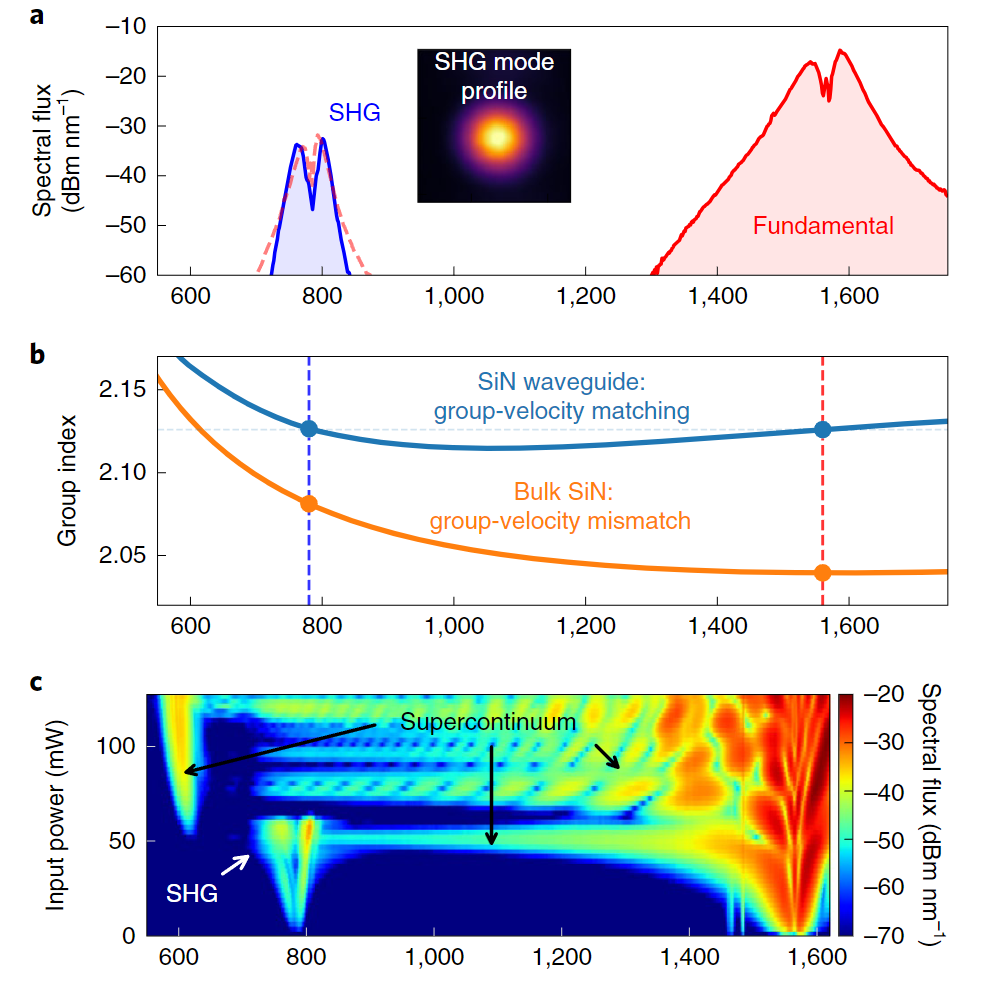 a
−10
−20
−30
−40
−50
−60
Spectral flux
(dBm nm⁻¹)
SHG
SHG mode
profile
Fundamental
600
800
1,000
1,200
1,400
1,600
b
2.15
2.10
2.05
Group index
SiN waveguide:
group-velocity matching
Bulk SiN:
group-velocity mismatch
600
800
1,000
1,200
1,400
1,600
c
100
50
0
Input power (mW)
Supercontinuum
SHG
600
800
1,000
1,200
1,400
1,600
−20
−30
−40
−50
−60
−70
Spectral flux (dBm nm⁻¹)